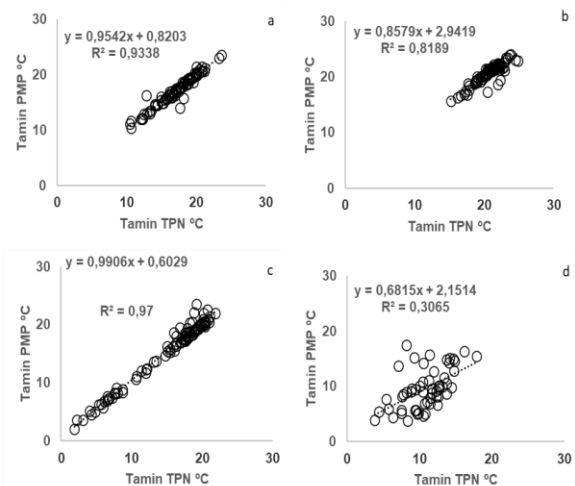 a
y = 0,9542x + 0,8203
R² = 0,9338
30
20
10
0
Tamin PMP ºC
0
10
20
30
Tamin TPN ºC
b
y = 0,8579x + 2,9419
R² = 0,8189
30
20
10
0
Tamin PMP ºC
0
10
20
30
Tamin TPN ºC
c
y = 0,9906x + 0,6029
R² = 0,97
30
20
10
0
Tamin PMP ºC
0
10
20
30
Tamin TPN ºC
d
y = 0,6815x + 2,1514
R² = 0,3065
30
20
10
0
Tamin PMP ºC
0
10
20
30
Tamin TPN ºC